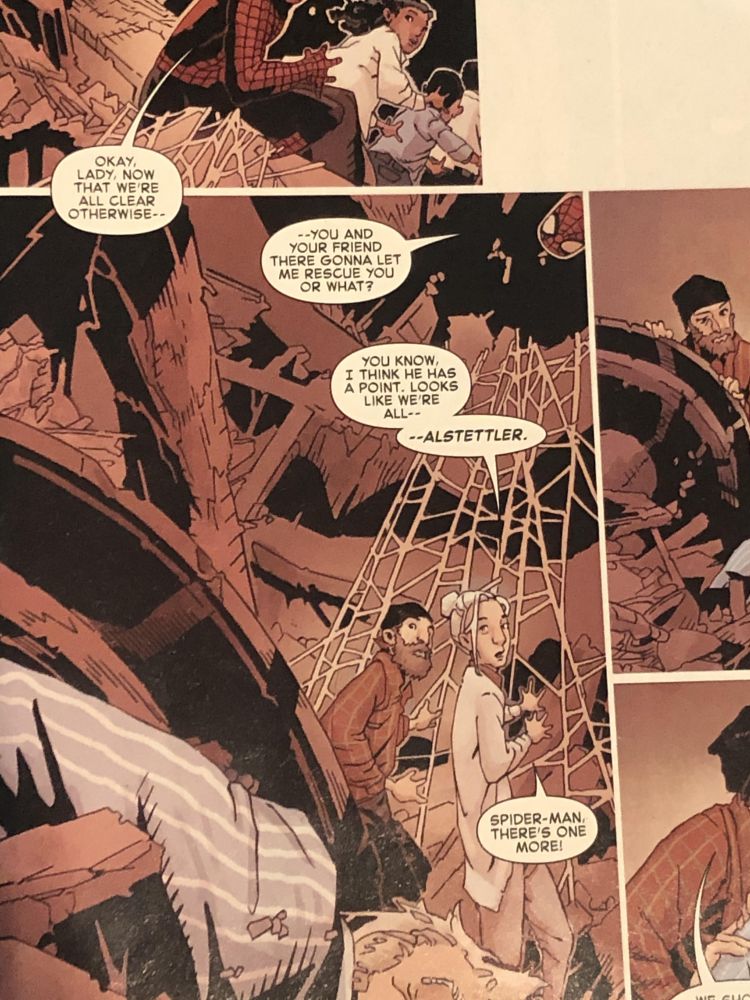 OKAY,
LADY, NOW
THAT WE'RE
ALL CLEAR
OTHERWISE--
--YOU AND
YOUR FRIEND
THERE GONNA LET
ME RESCUE YOU
OR WHAT?
YOU KNOW,
I THINK HE HAS
A POINT. LOOKS
LIKE WE'RE
ALL--
--ALSTETTLER.
SPIDER-MAN,
THERE'S ONE
MORE!